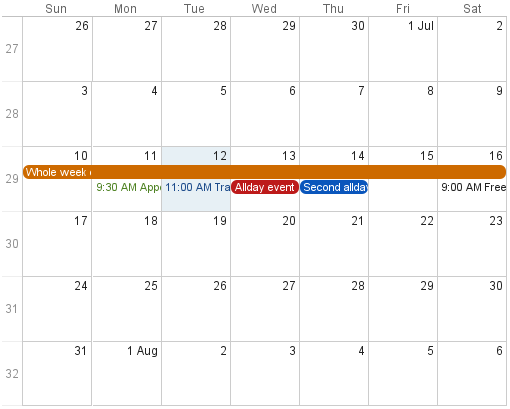 Sun Mon Tue Wed Thu Fri Sat
27 26 27 28 29 30 1 Jul 2
28 3 4 5 6 7 8 9
10 11 12 13 14 15 16
Whole week
29 9:30 AM 11:00 AM Allday event Second allday 9:00 AM Free
30 17 18 19 20 21 22 23
31 24 25 26 27 28 29 30
32 31 1 Aug 2 3 4 5 6